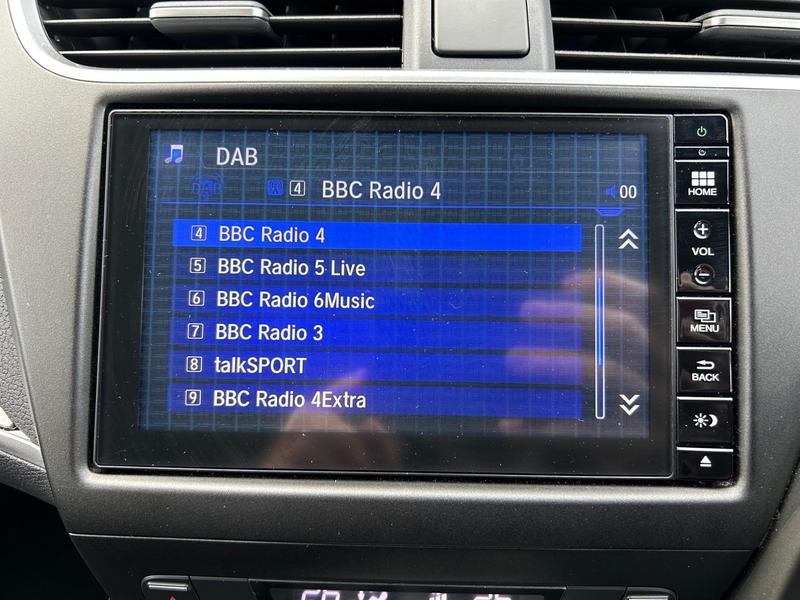 DAB
DAB 4 BBC Radio 4 00
4 BBC Radio 4
5 BBC Radio 5 Live
6 BBC Radio 6Music
7 BBC Radio 3
8 talkSPORT
9 BBC Radio 4Extra
HOME
+
VOL
−
MENU
BACK